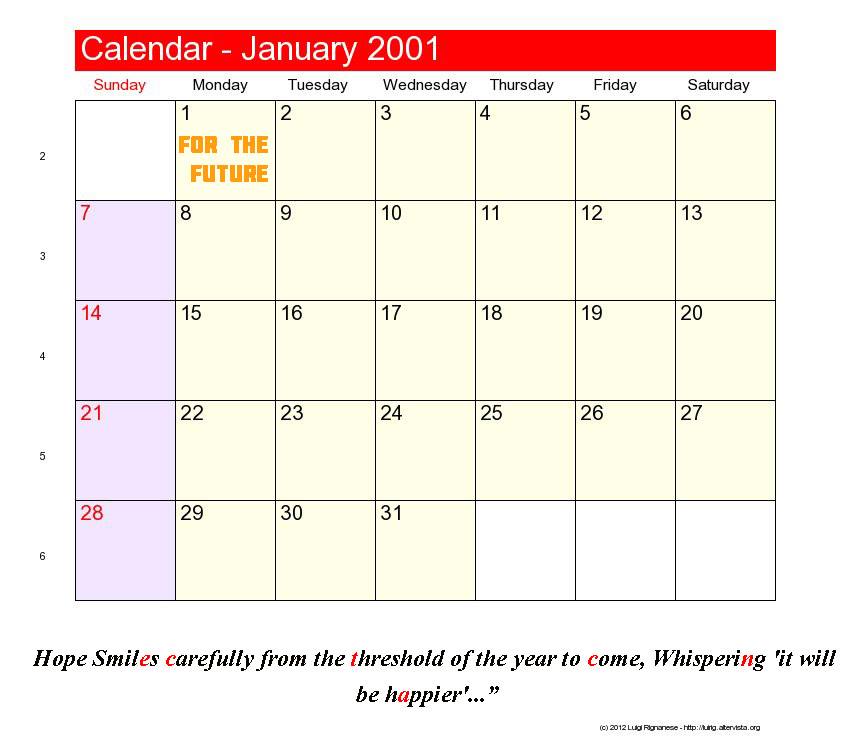 Calendar - January 2001
Sunday Monday Tuesday Wednesday Thursday Friday Saturday
1 2 3 4 5 6
FOR THE
2
FUTURE
7 8 9 10 11 12 13
3
14 15 16 17 18 19 20
4
21 22 23 24 25 26 27
5
28 29 30 31
6
Hope Smiles carefully from the threshold of the year to come, Whispering 'it will
be happier'...”
(c) 2012 Luigi Rignanese - http://luirig.altervista.org